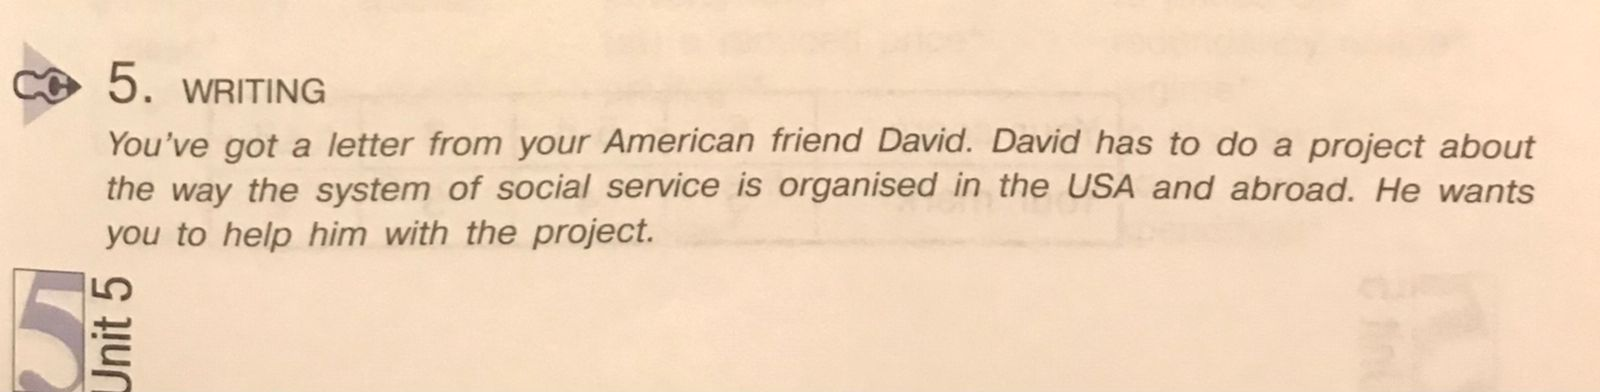 5. WRITING
You've got a letter from your American friend David. David has to do a project about
the way the system of social service is organised in the USA and abroad. He wants
you to help him with the project.
5
Unit 5